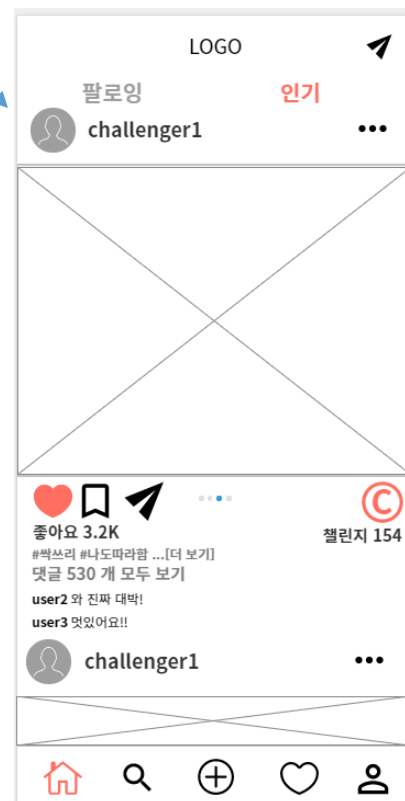 LOGO
팔로잉 인기
challenger1
좋아요 3.2K
챌린지 154
#싹쓰리 #나도따라함 ...[더 보기]
댓글 530 개 모두 보기
user2 와 진짜 대박!
user3 멋있어요!!
challenger1